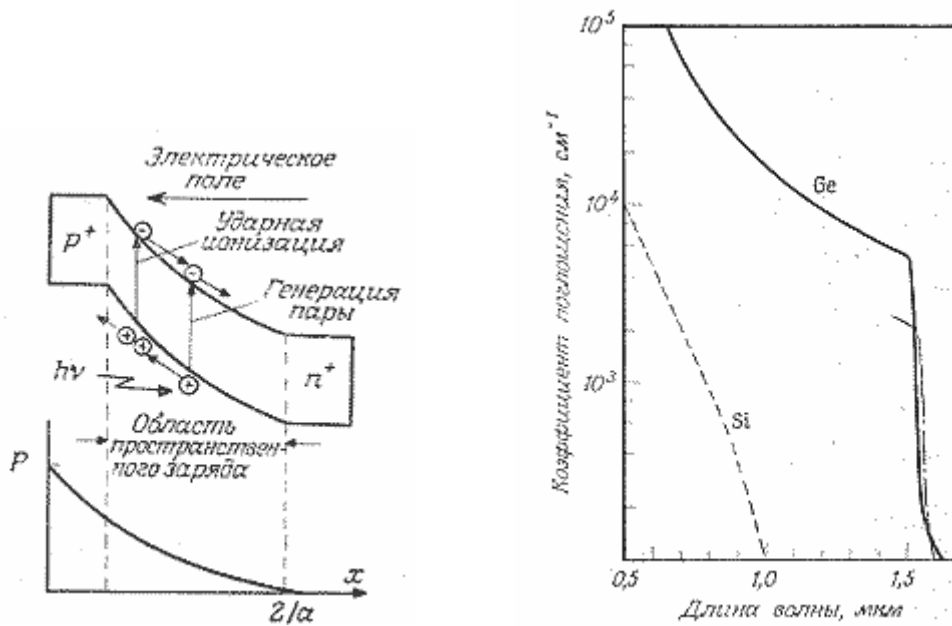 Электрическое
поле
Ударная
ионизация
p⁺
Генерация
пары
hν
n⁺
Область
пространствен-
ного заряда
P
x
2/a
Коэффициент поглощения, см⁻¹
10⁵
10⁴
10³
Ge
Si
0,5
1,0
1,5
Длина волны, мкм